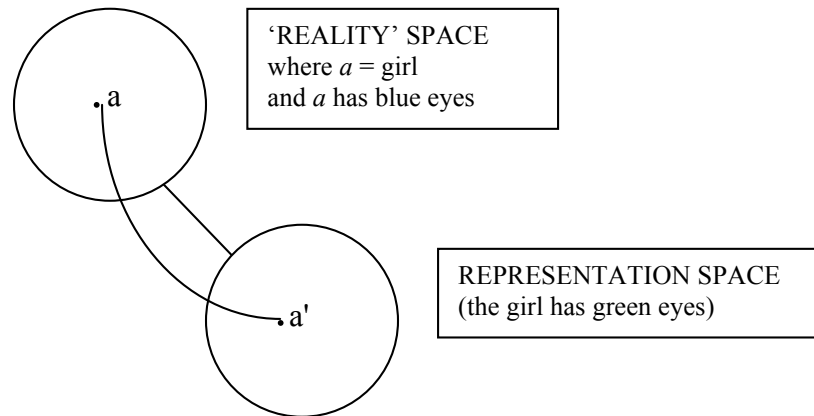 ‘REALITY’ SPACE
where a = girl
and a has blue eyes
a
REPRESENTATION SPACE
(the girl has green eyes)
a'